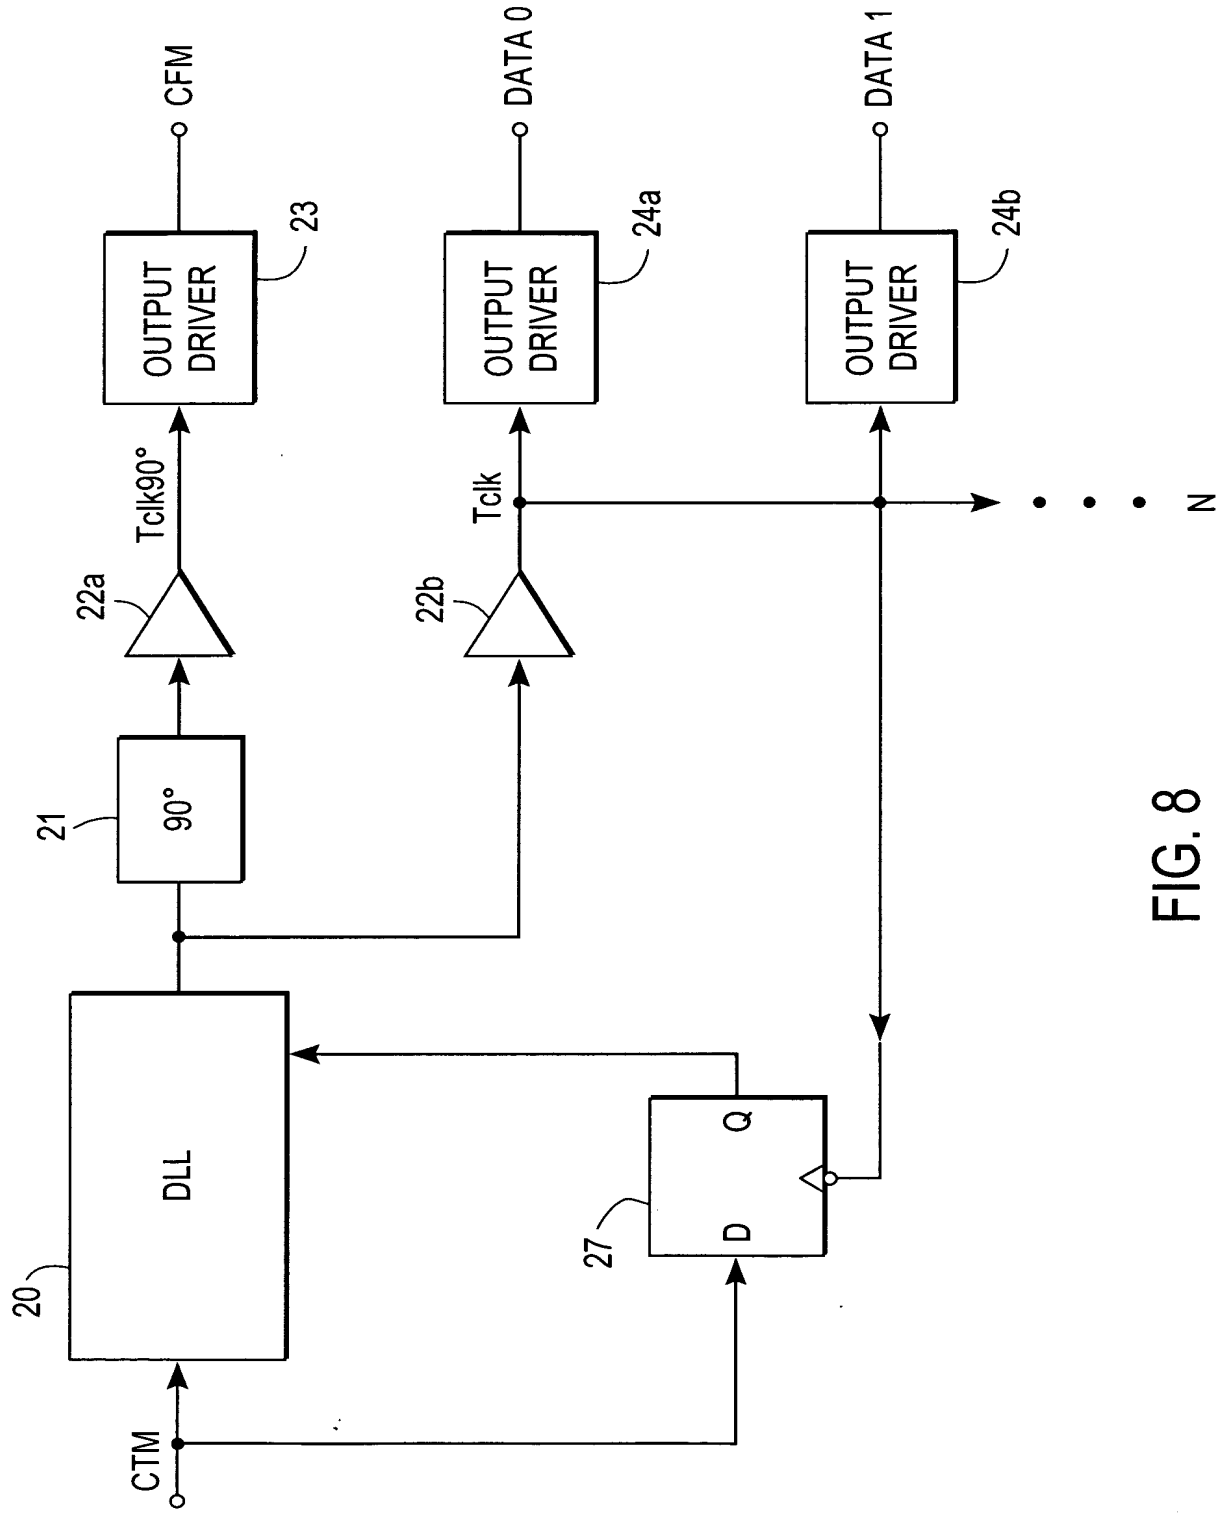 CTM
20
DLL
21
90°
22a
Tclk90°
OUTPUT
DRIVER
23
CFM
22b
Tclk
OUTPUT
DRIVER
24a
DATA 0
27
D
Q
OUTPUT
DRIVER
24b
DATA 1
N
FIG. 8